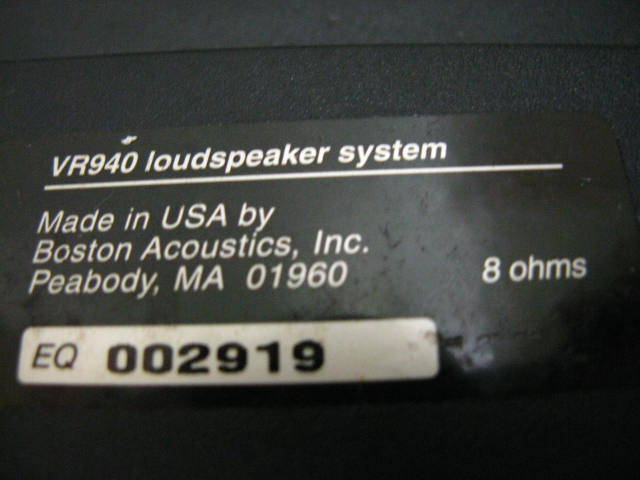 VR940 loudspeaker system
Made in USA by
Boston Acoustics, Inc.
Peabody, MA 01960
8 ohms
EQ 002919